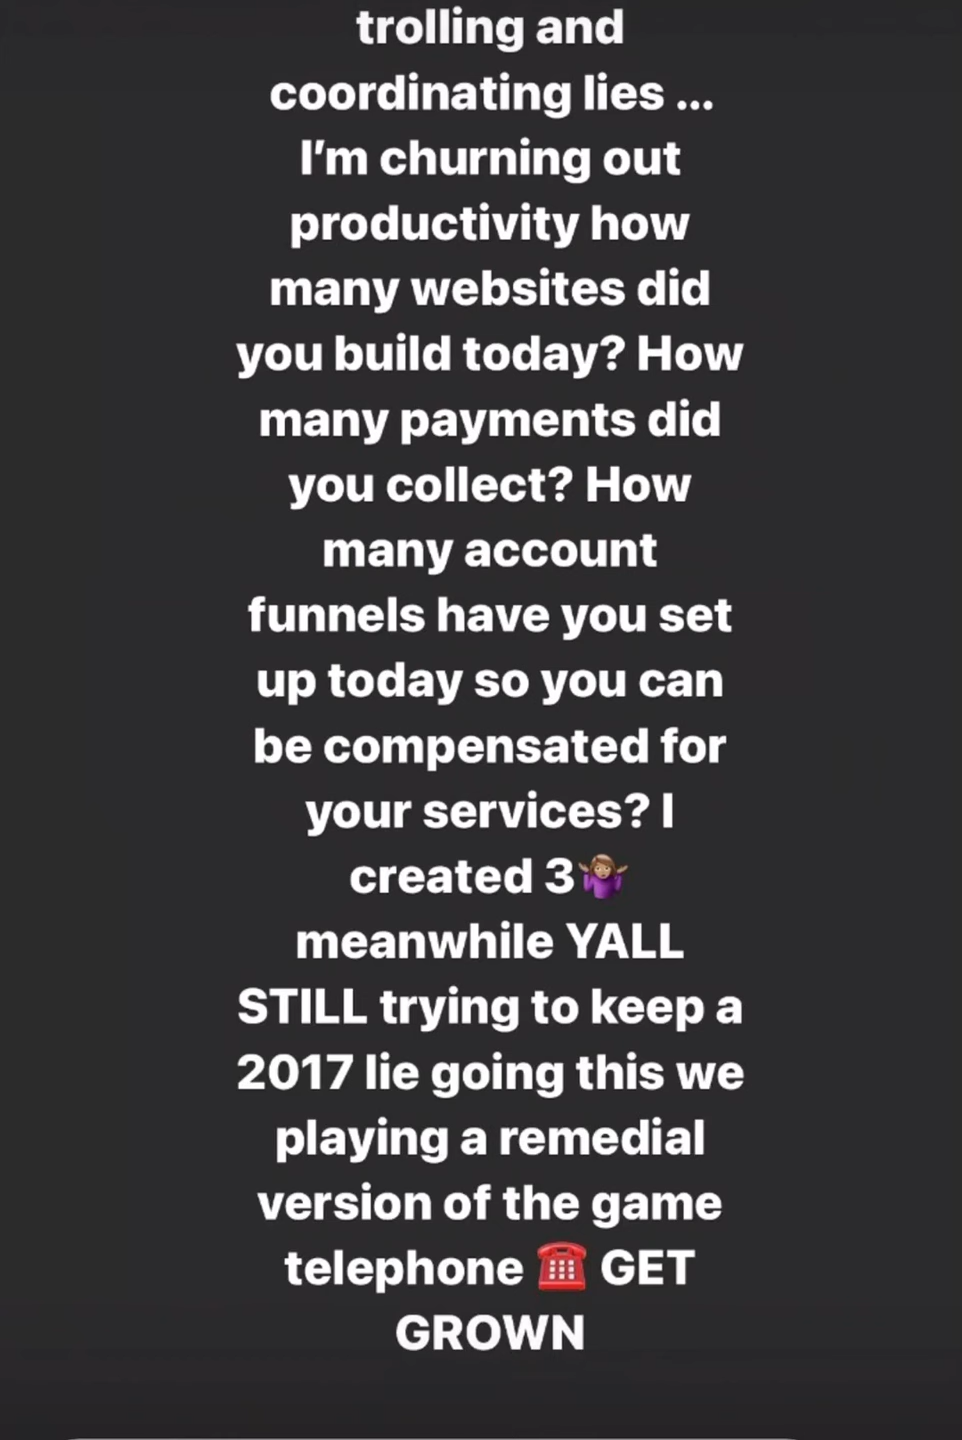 trolling and
coordinating lies ...
I’m churning out
productivity how
many websites did
you build today? How
many payments did
you collect? How
many account
funnels have you set
up today so you can
be compensated for
your services? I
created 3🤷🏽‍♀️
meanwhile YALL
STILL trying to keep a
2017 lie going this we
playing a remedial
version of the game
telephone ☎️ GET
GROWN